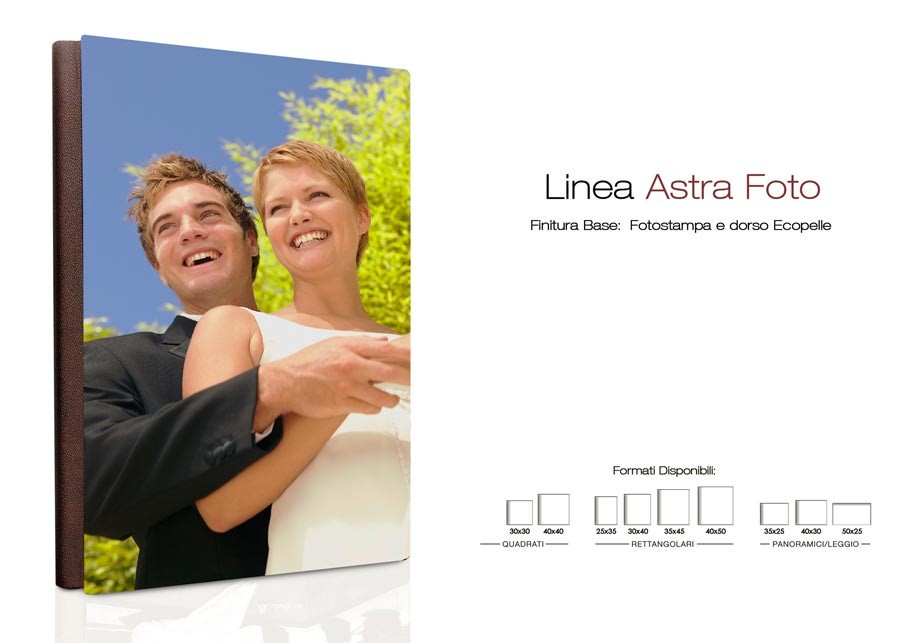 Linea Astra Foto
Finitura Base: Fotostampa e dorso Ecopelle
Formati Disponibili:
30x30 40x40 25x35 30x40 35x45 40x50 35x25 40x30 50x25
QUADRATI RETTANGOLARI PANORAMICI/LEGGIO